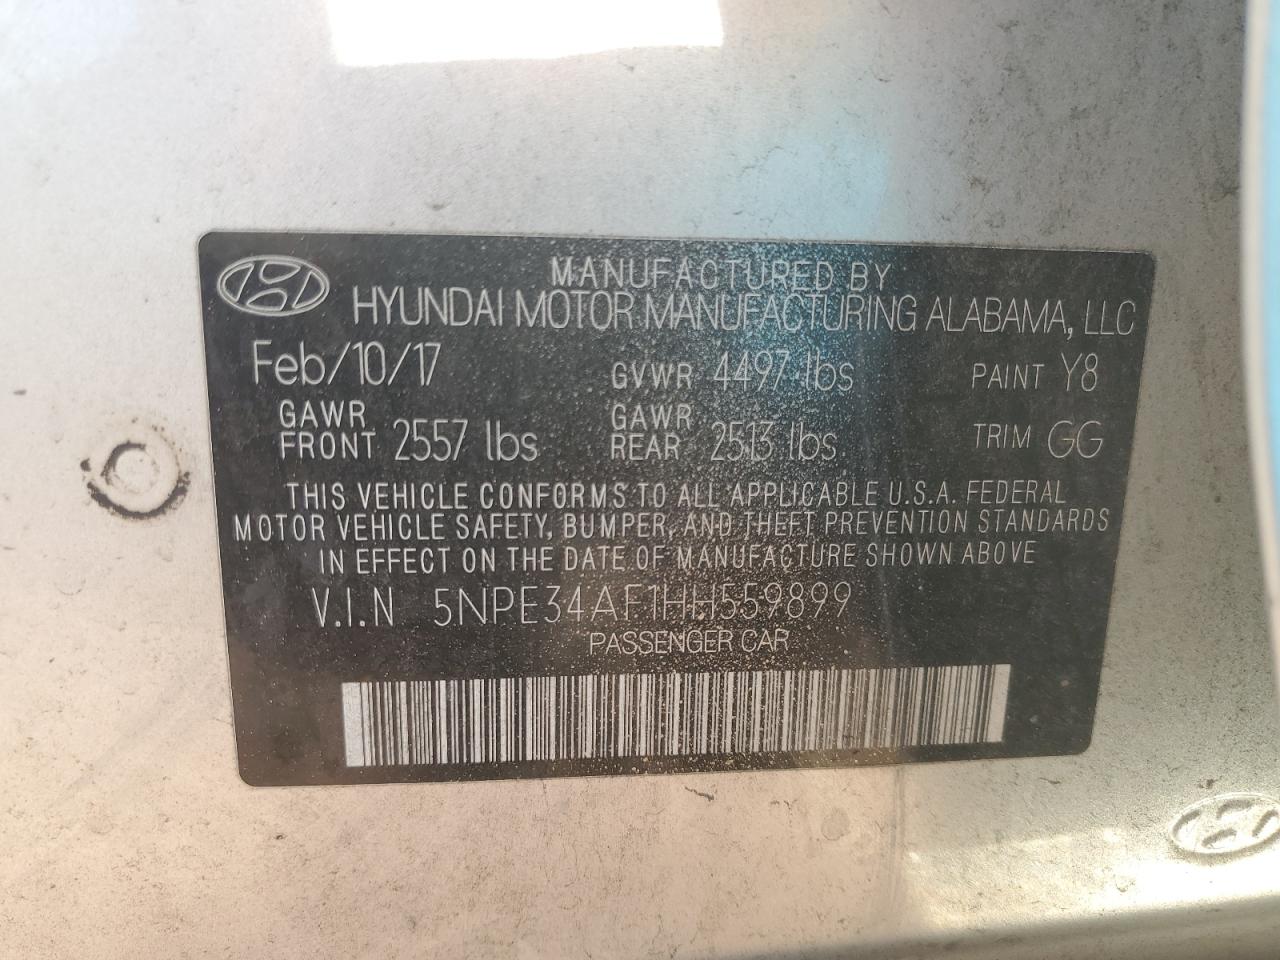 MANUFACTURED BY
HYUNDAI MOTOR MANUFACTURING ALABAMA, LLC
Feb/10/17 GVWR 4497 lbs PAINT Y8
GAWR FRONT 2557 lbs GAWR REAR 2513 lbs TRIM GG
THIS VEHICLE CONFORMS TO ALL APPLICABLE U.S.A. FEDERAL
MOTOR VEHICLE SAFETY, BUMPER, AND THEFT PREVENTION STANDARDS
IN EFFECT ON THE DATE OF MANUFACTURE SHOWN ABOVE
V.I.N 5NPE34AF1HH559899
PASSENGER CAR